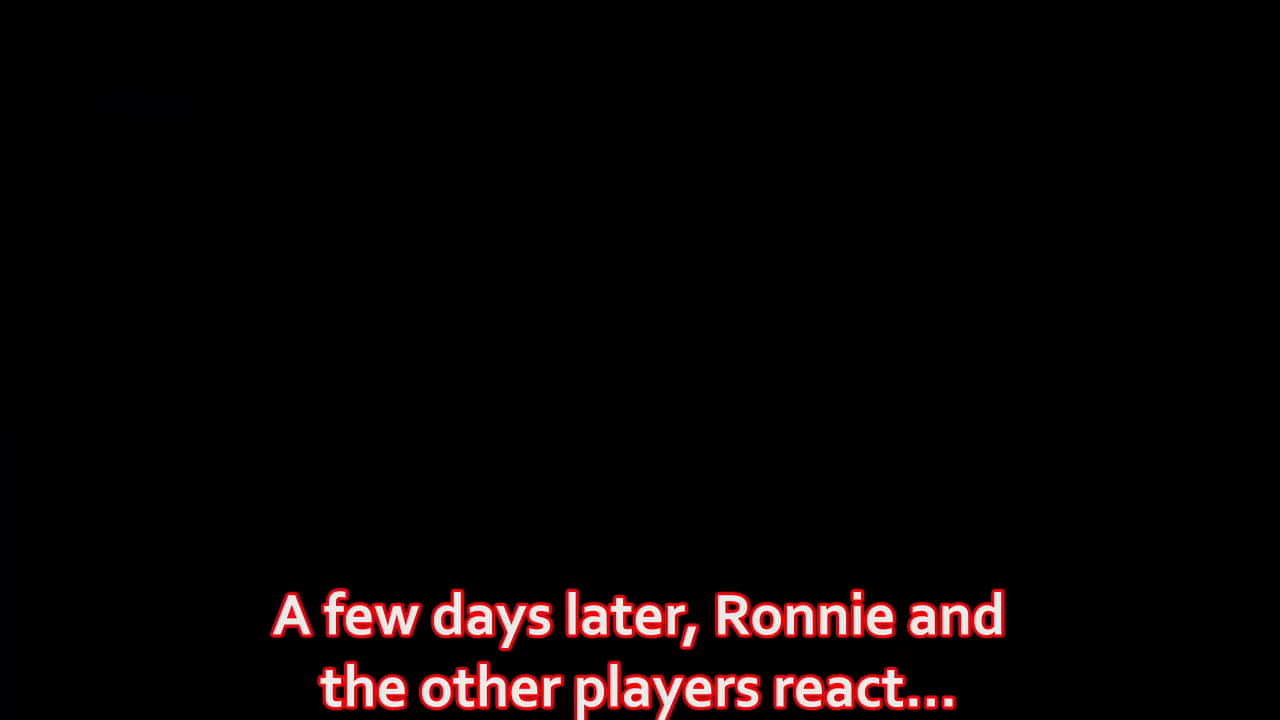 A few days later, Ronnie and
the other players react...